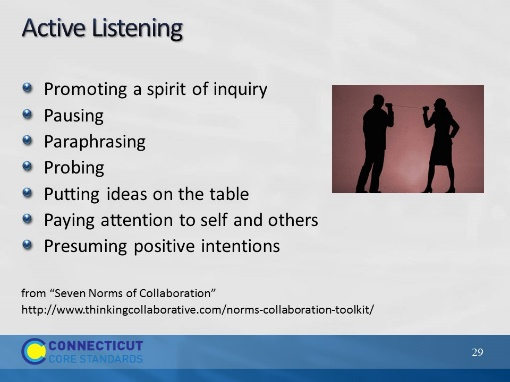 Active Listening
Promoting a spirit of inquiry
Pausing
Paraphrasing
Probing
Putting ideas on the table
Paying attention to self and others
Presuming positive intentions
from “Seven Norms of Collaboration”
http://www.thinkingcollaborative.com/norms-collaboration-toolkit/
CONNECTICUT
CORE STANDARDS
29